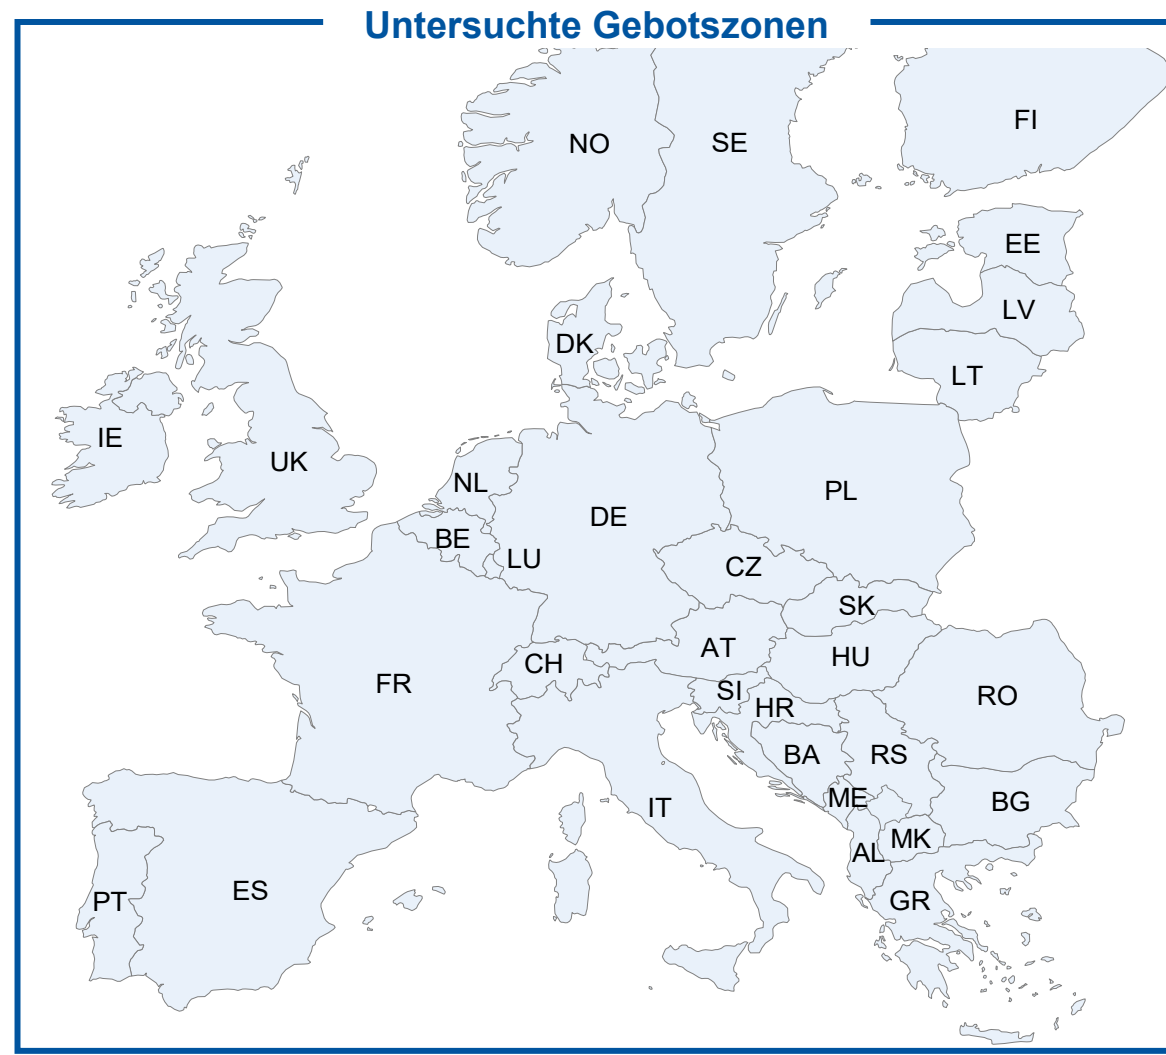 Untersuchte Gebotszonen
FI
NO
SE
EE
LV
DK
LT
IE
UK
NL
PL
DE
BE
LU
CZ
SK
AT
HU
CH
FR
SI
RO
HR
BA
RS
ME
BG
IT
MK
AL
ES
PT
GR